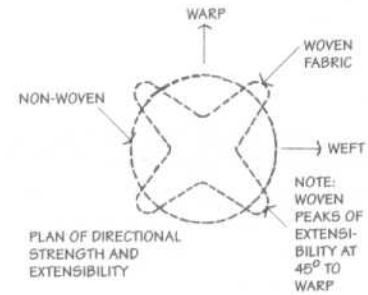 WARP
WOVEN
FABRIC
NON-WOVEN
WEFT
NOTE:
WOVEN
PEAKS OF
EXTENSI-
BILITY AT
45° TO
WARP
PLAN OF DIRECTIONAL
STRENGTH AND
EXTENSIBILITY